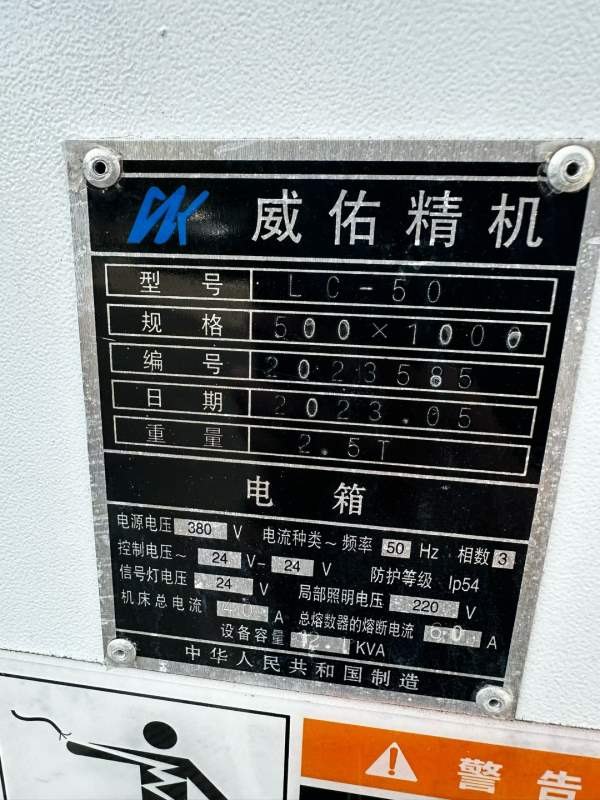 威佑精机
型号 LC-50
规格 500×1000
编号 2023585
日期 2023.05
重量 2.5T
电箱
电源电压 380 V 电流种类~ 频率 50 Hz 相数 3
控制电压~ 24 V- 24 V 防护等级 Ip54
信号灯电压 24 V 局部照明电压 220 V
机床总电流 A 总熔数器的熔断电流 60 A
设备容量 KVA
中华人民共和国制造
警告